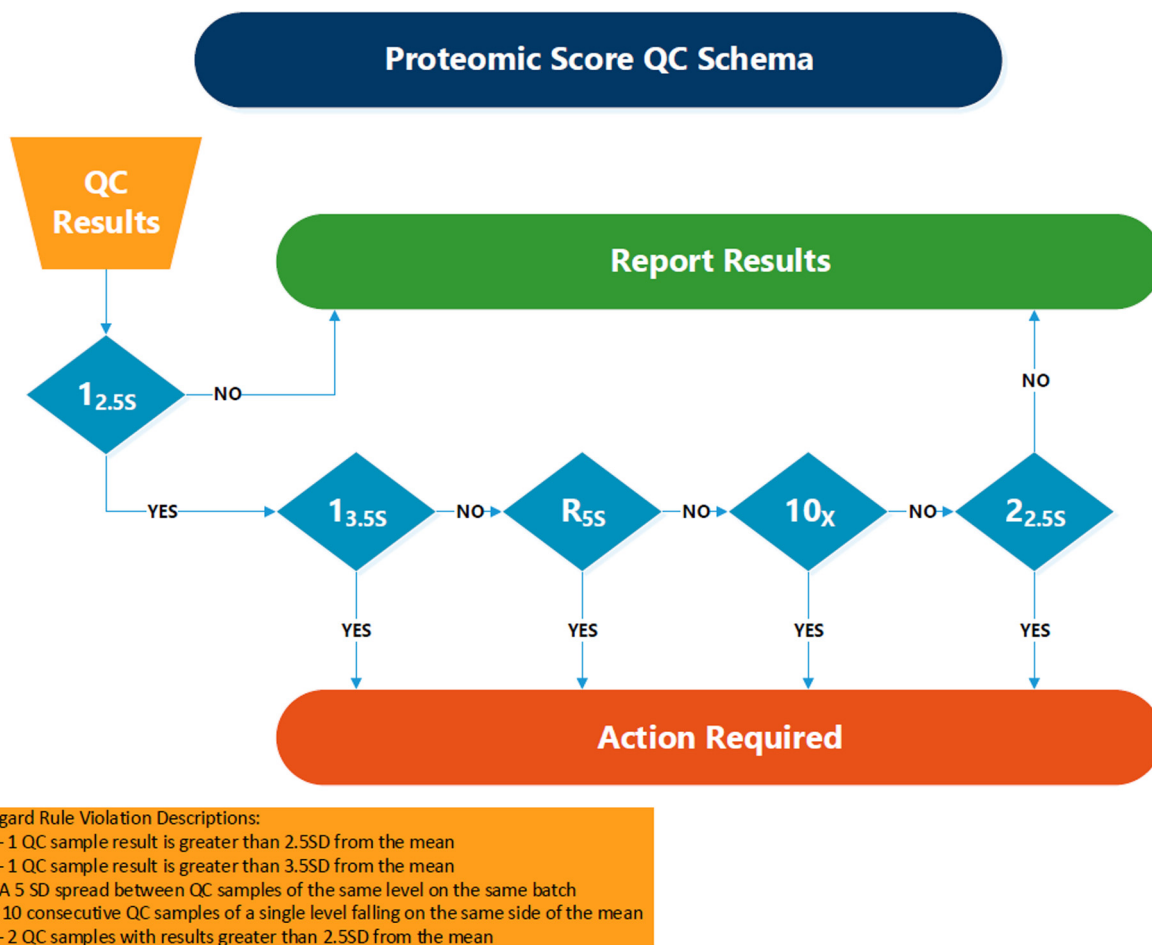 Proteomic Score QC Schema
QC
Results
Report Results
12.5S
NO
NO
YES
13.5S
NO
R5S
NO
10X
NO
22.5S
YES
YES
YES
YES
Action Required
gard Rule Violation Descriptions:
- 1 QC sample result is greater than 2.5SD from the mean
- 1 QC sample result is greater than 3.5SD from the mean
A 5 SD spread between QC samples of the same level on the same batch
10 consecutive QC samples of a single level falling on the same side of the mean
- 2 QC samples with results greater than 2.5SD from the mean